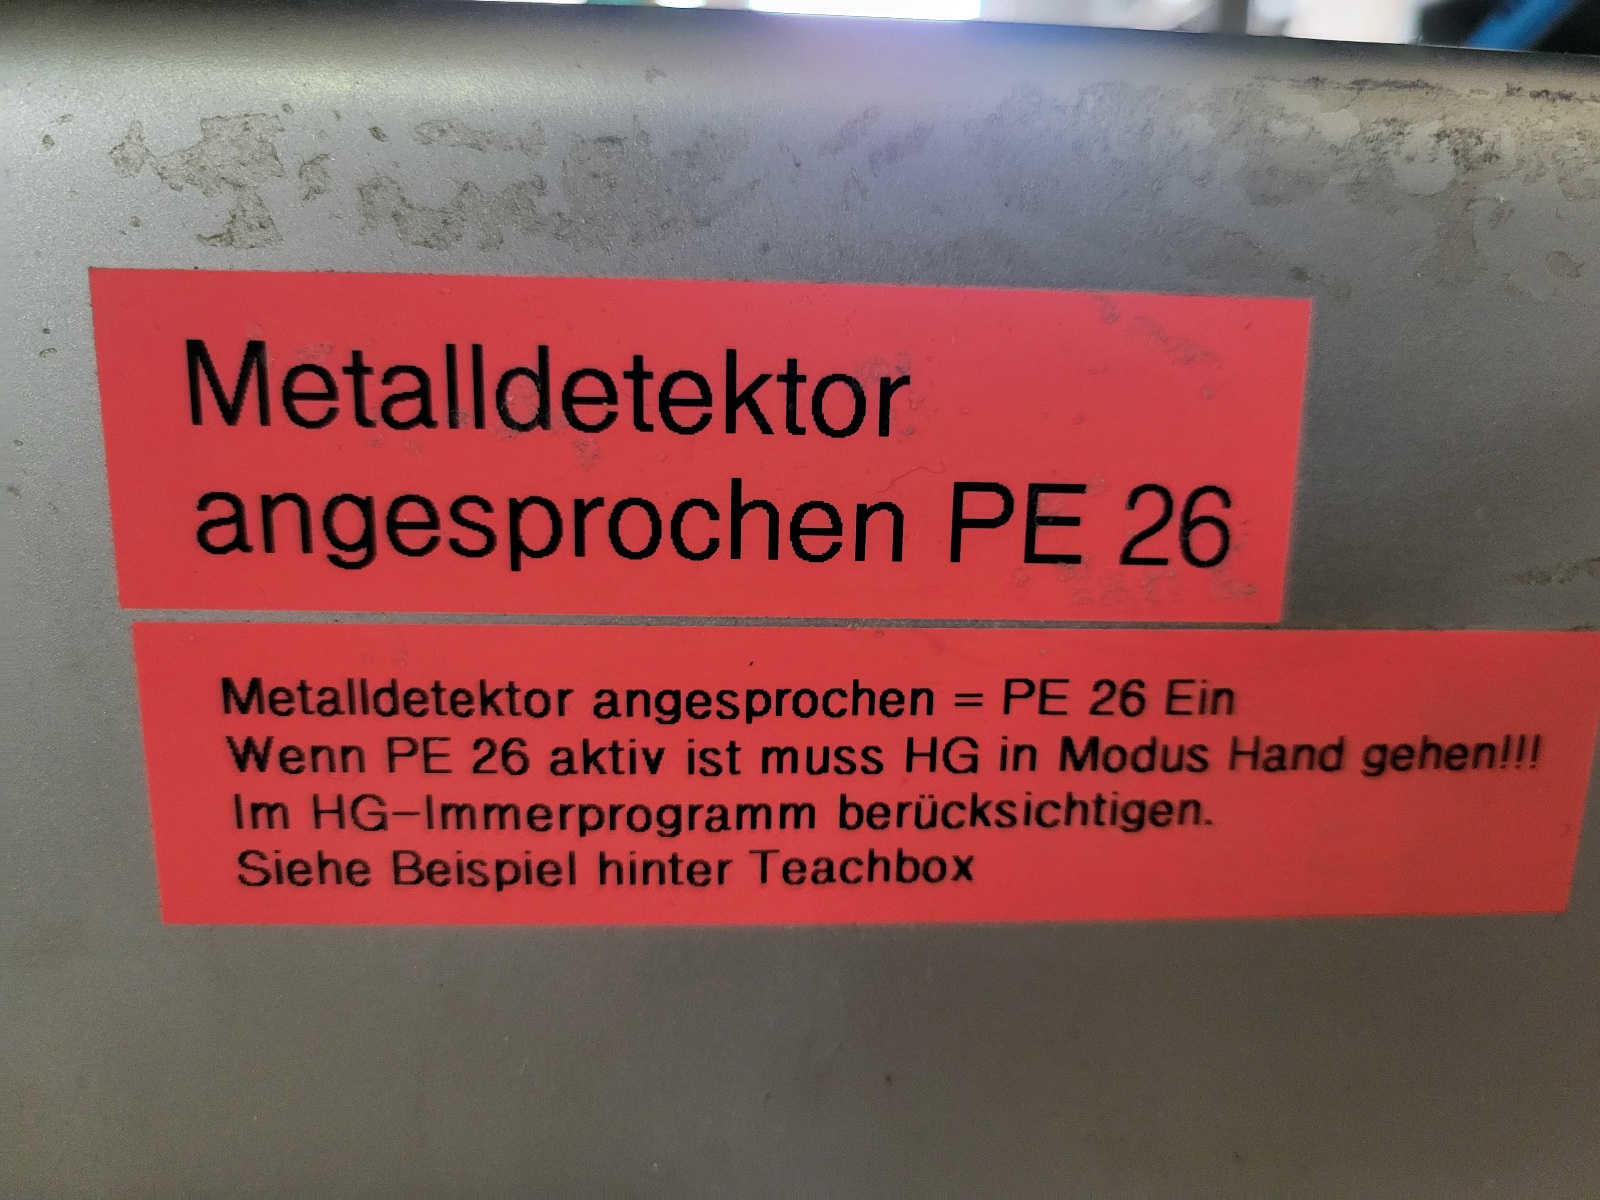 Metalldetektor
angesprochen PE 26
Metalldetektor angesprochen = PE 26 Ein
Wenn PE 26 aktiv ist muss HG in Modus Hand gehen!!!
Im HG-Immerprogramm berücksichtigen.
Siehe Beispiel hinter Teachbox